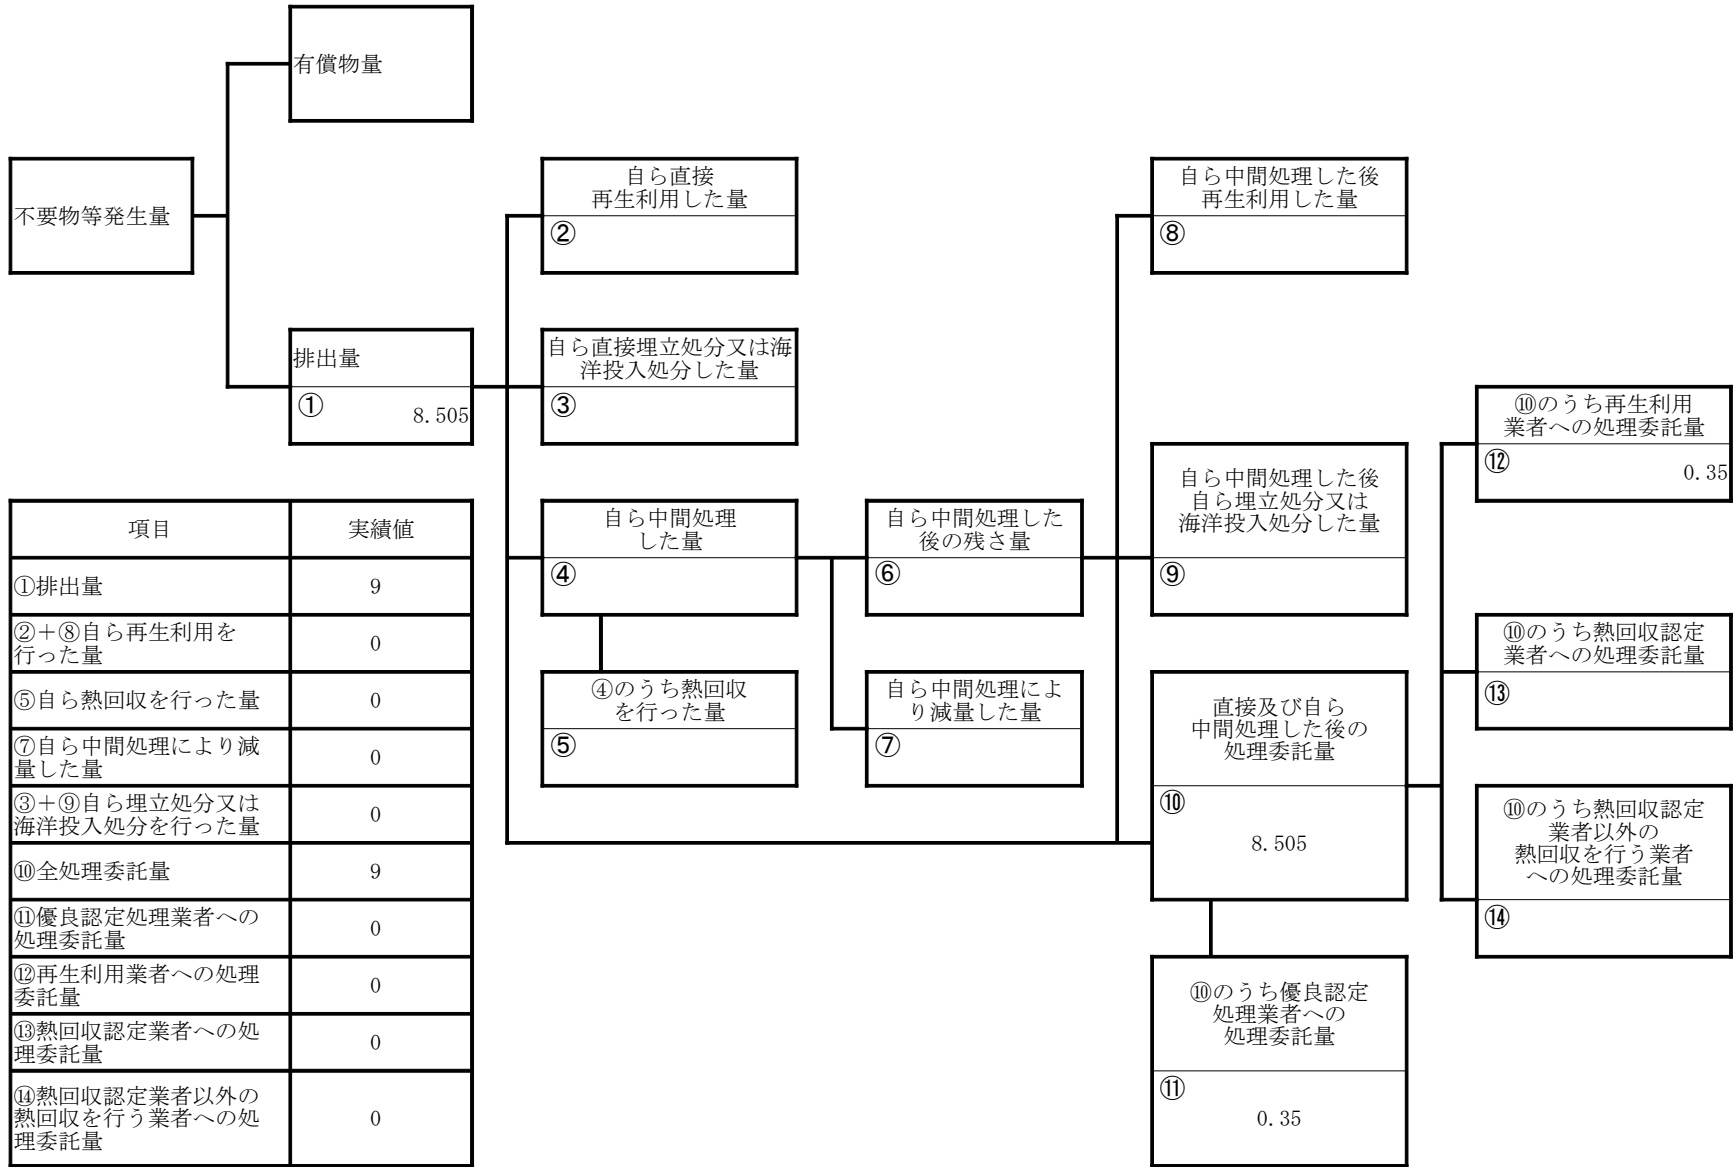 有償物量
不要物等発生量
自ら直接
再生利用した量
②
自ら中間処理した後
再生利用した量
⑧
排出量
①
8.505
自ら直接埋立処分又は海
洋投入処分した量
③
⑩のうち再生利用
業者への処理委託量
⑫
0.35
自ら中間処理
した量
④
自ら中間処理した
後の残さ量
⑥
自ら中間処理した後
自ら埋立処分又は
海洋投入処分した量
⑨
⑩のうち熱回収認定
業者への処理委託量
⑬
④のうち熱回収
を行った量
⑤
自ら中間処理によ
り減量した量
⑦
直接及び自ら
中間処理した後の
処理委託量
⑩
8.505
⑩のうち熱回収認定
業者以外の
熱回収を行う業者
への処理委託量
⑭
⑩のうち優良認定
処理業者への
処理委託量
⑪
0.35
項目 実績値
①排出量 9
②+⑧自ら再生利用を
行った量 0
⑤自ら熱回収を行った量 0
⑦自ら中間処理により減
量した量 0
③+⑨自ら埋立処分又は
海洋投入処分を行った量 0
⑩全処理委託量 9
⑪優良認定処理業者への
処理委託量 0
⑫再生利用業者への処理
委託量 0
⑬熱回収認定業者への処
理委託量 0
⑭熱回収認定業者以外の
熱回収を行う業者への処
理委託量 0